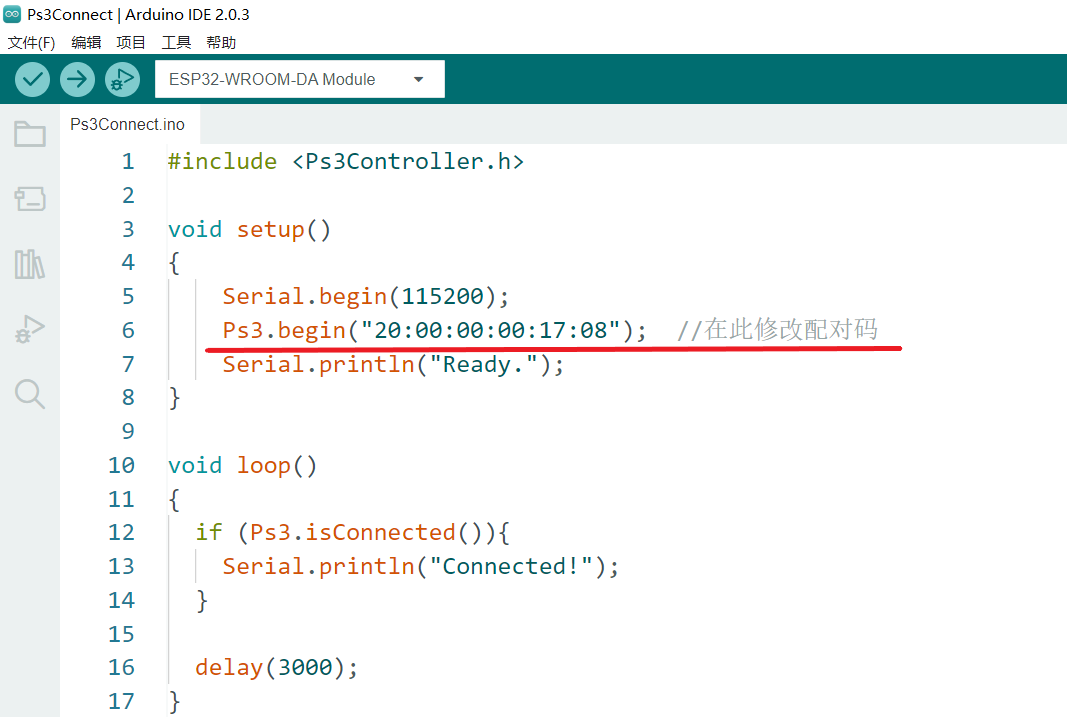 Ps3Connect | Arduino IDE 2.0.3
文件(F) 编辑 项目 工具 帮助
ESP32-WROOM-DA Module
Ps3Connect.ino
1 #include <Ps3Controller.h>
2
3 void setup()
4 {
5 Serial.begin(115200);
6 Ps3.begin("20:00:00:00:17:08"); //在此修改配对码
7 Serial.println("Ready.");
8 }
9
10 void loop()
11 {
12 if (Ps3.isConnected()){
13 Serial.println("Connected!");
14 }
15
16 delay(3000);
17 }